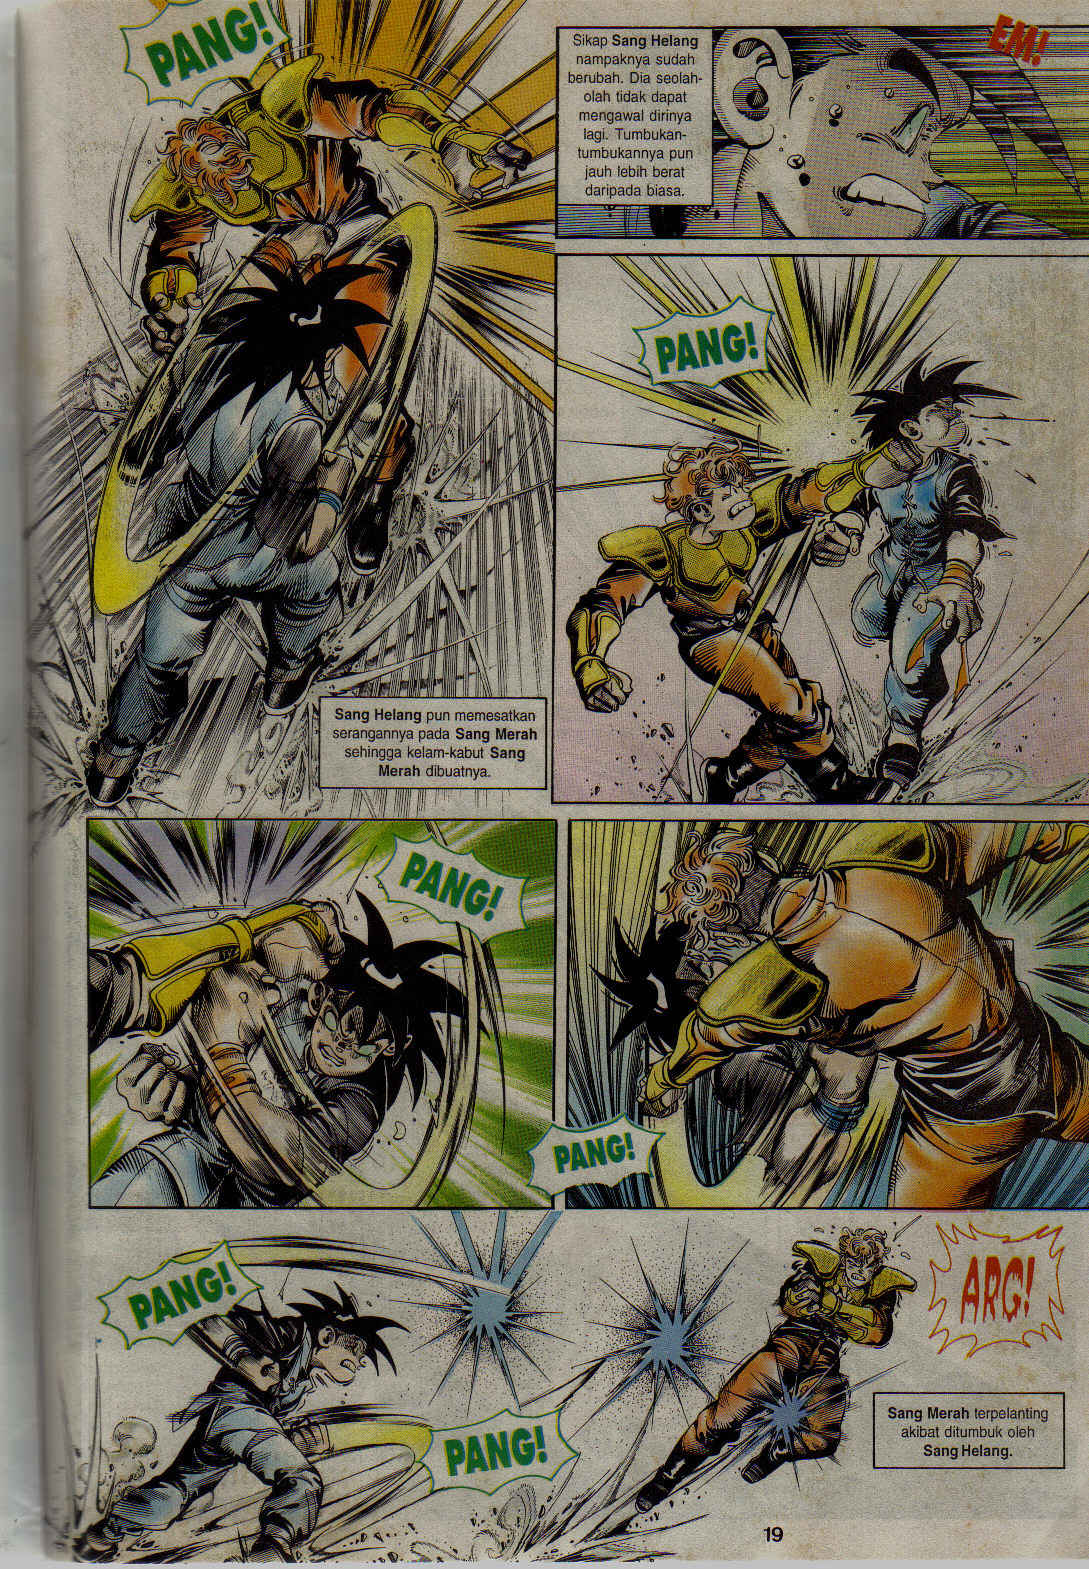 PANG!
Sikap Sang Helang
nampaknya sudah
berubah. Dia seolah-
olah tidak dapat
mengawal dirinya
lagi. Tumbukan-
tumbukannya pun
jauh lebih berat
daripada biasa.
EM!
PANG!
Sang Helang pun memesatkan
serangannya pada Sang Merah
sehingga kelam-kabut Sang
Merah dibuatnya.
PANG!
PANG!
PANG!
PANG!
ARG!
Sang Merah terpelanting
akibat ditumbuk oleh
Sang Helang.
19